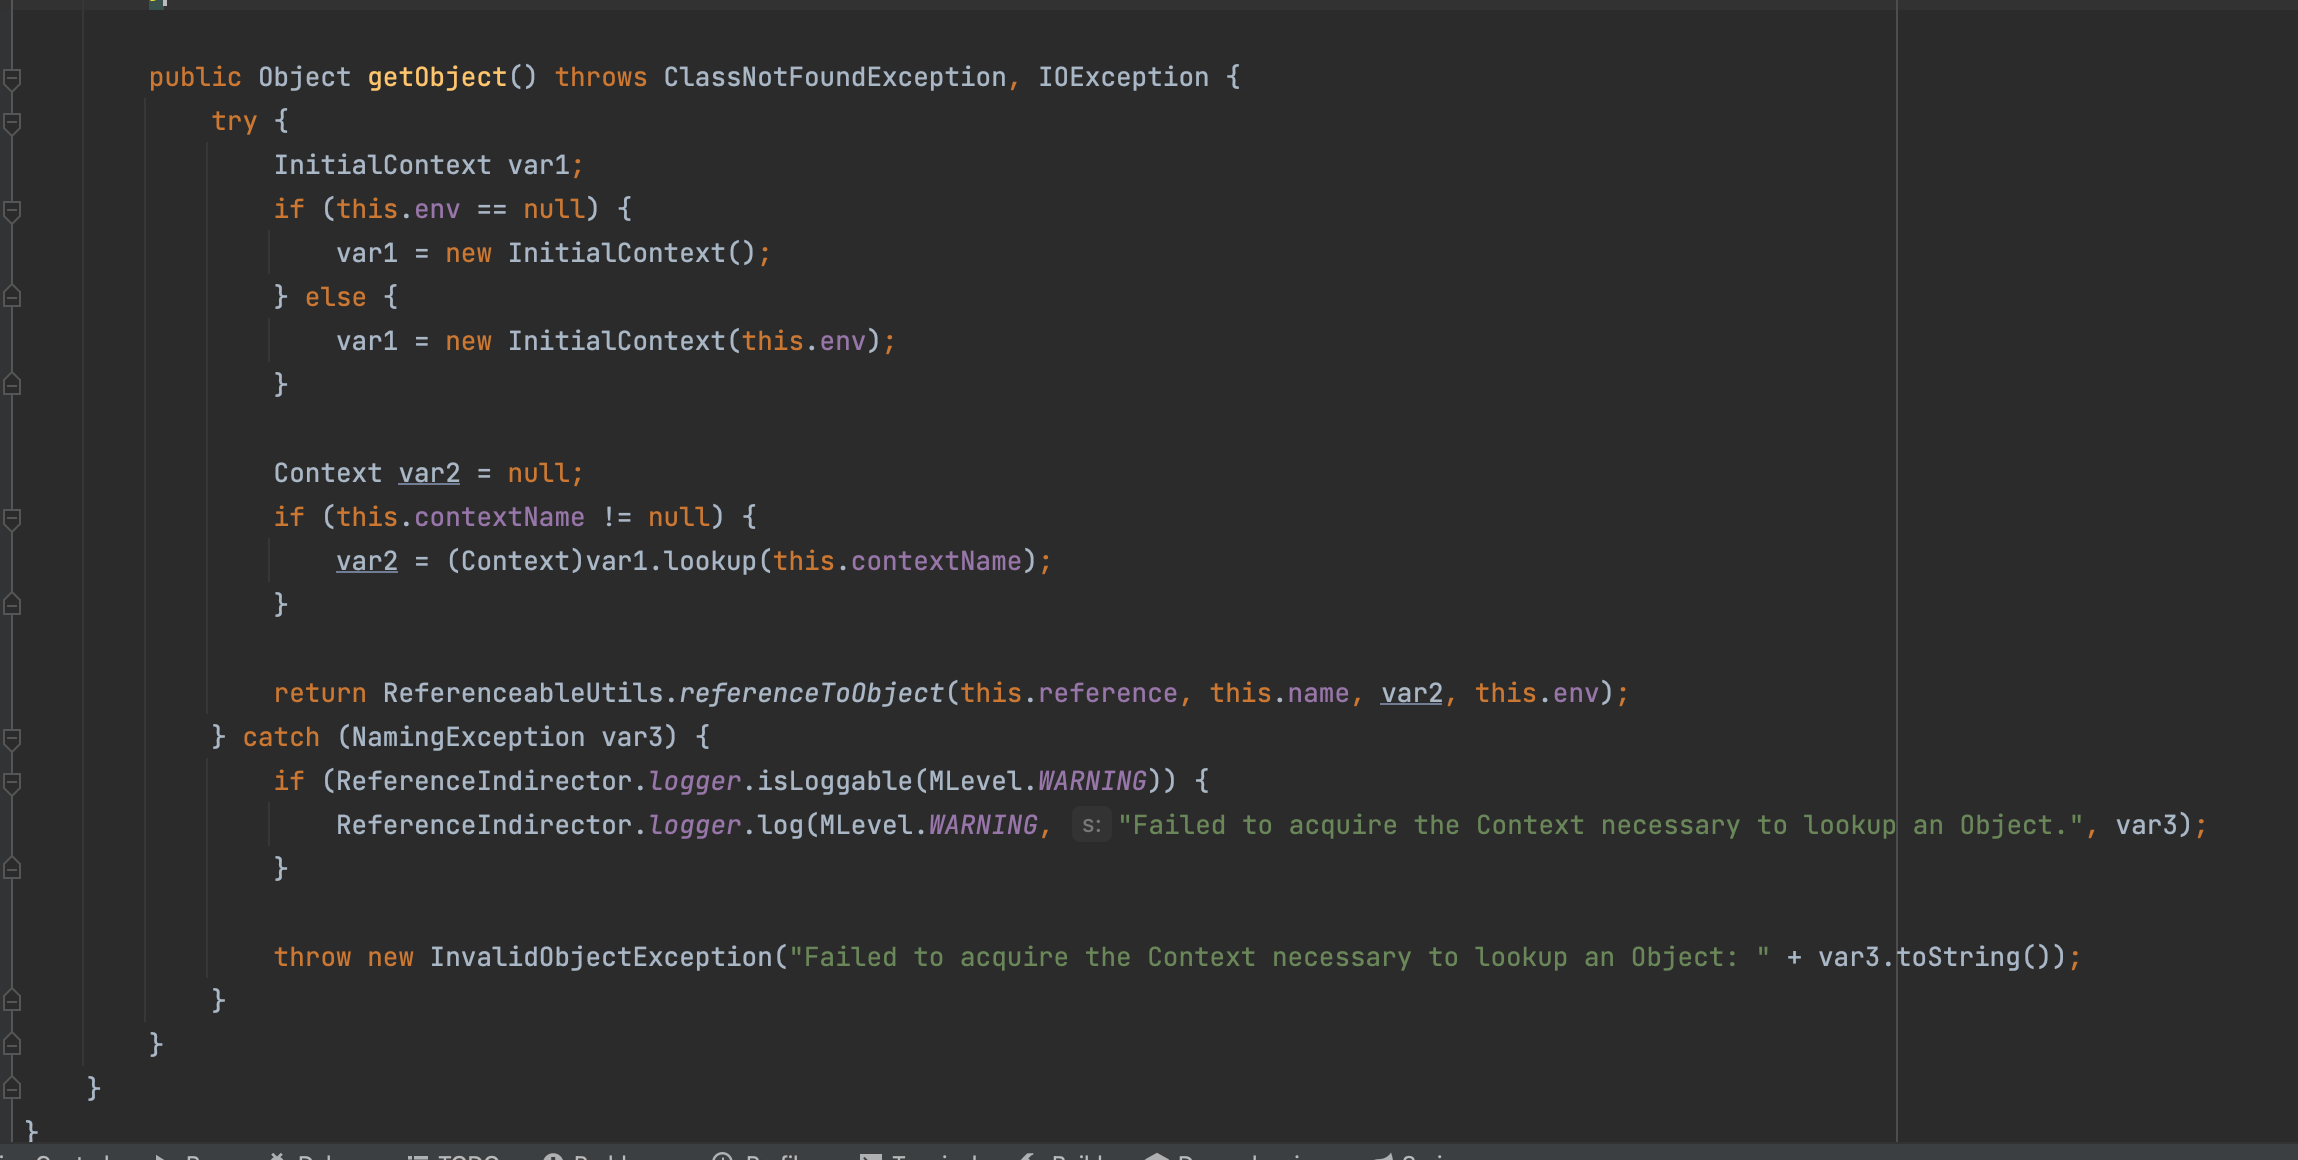 public Object getObject() throws ClassNotFoundException, IOException {
try {
InitialContext var1;
if (this.env == null) {
var1 = new InitialContext();
} else {
var1 = new InitialContext(this.env);
}
Context var2 = null;
if (this.contextName != null) {
var2 = (Context)var1.lookup(this.contextName);
}
return ReferenceableUtils.referenceToObject(this.reference, this.name, var2, this.env);
} catch (NamingException var3) {
if (ReferenceIndirector.logger.isLoggable(MLevel.WARNING)) {
ReferenceIndirector.logger.log(MLevel.WARNING, s: "Failed to acquire the Context necessary to lookup an Object.", var3);
}
throw new InvalidObjectException("Failed to acquire the Context necessary to lookup an Object: " + var3.toString());
}
}
}
}
TODO